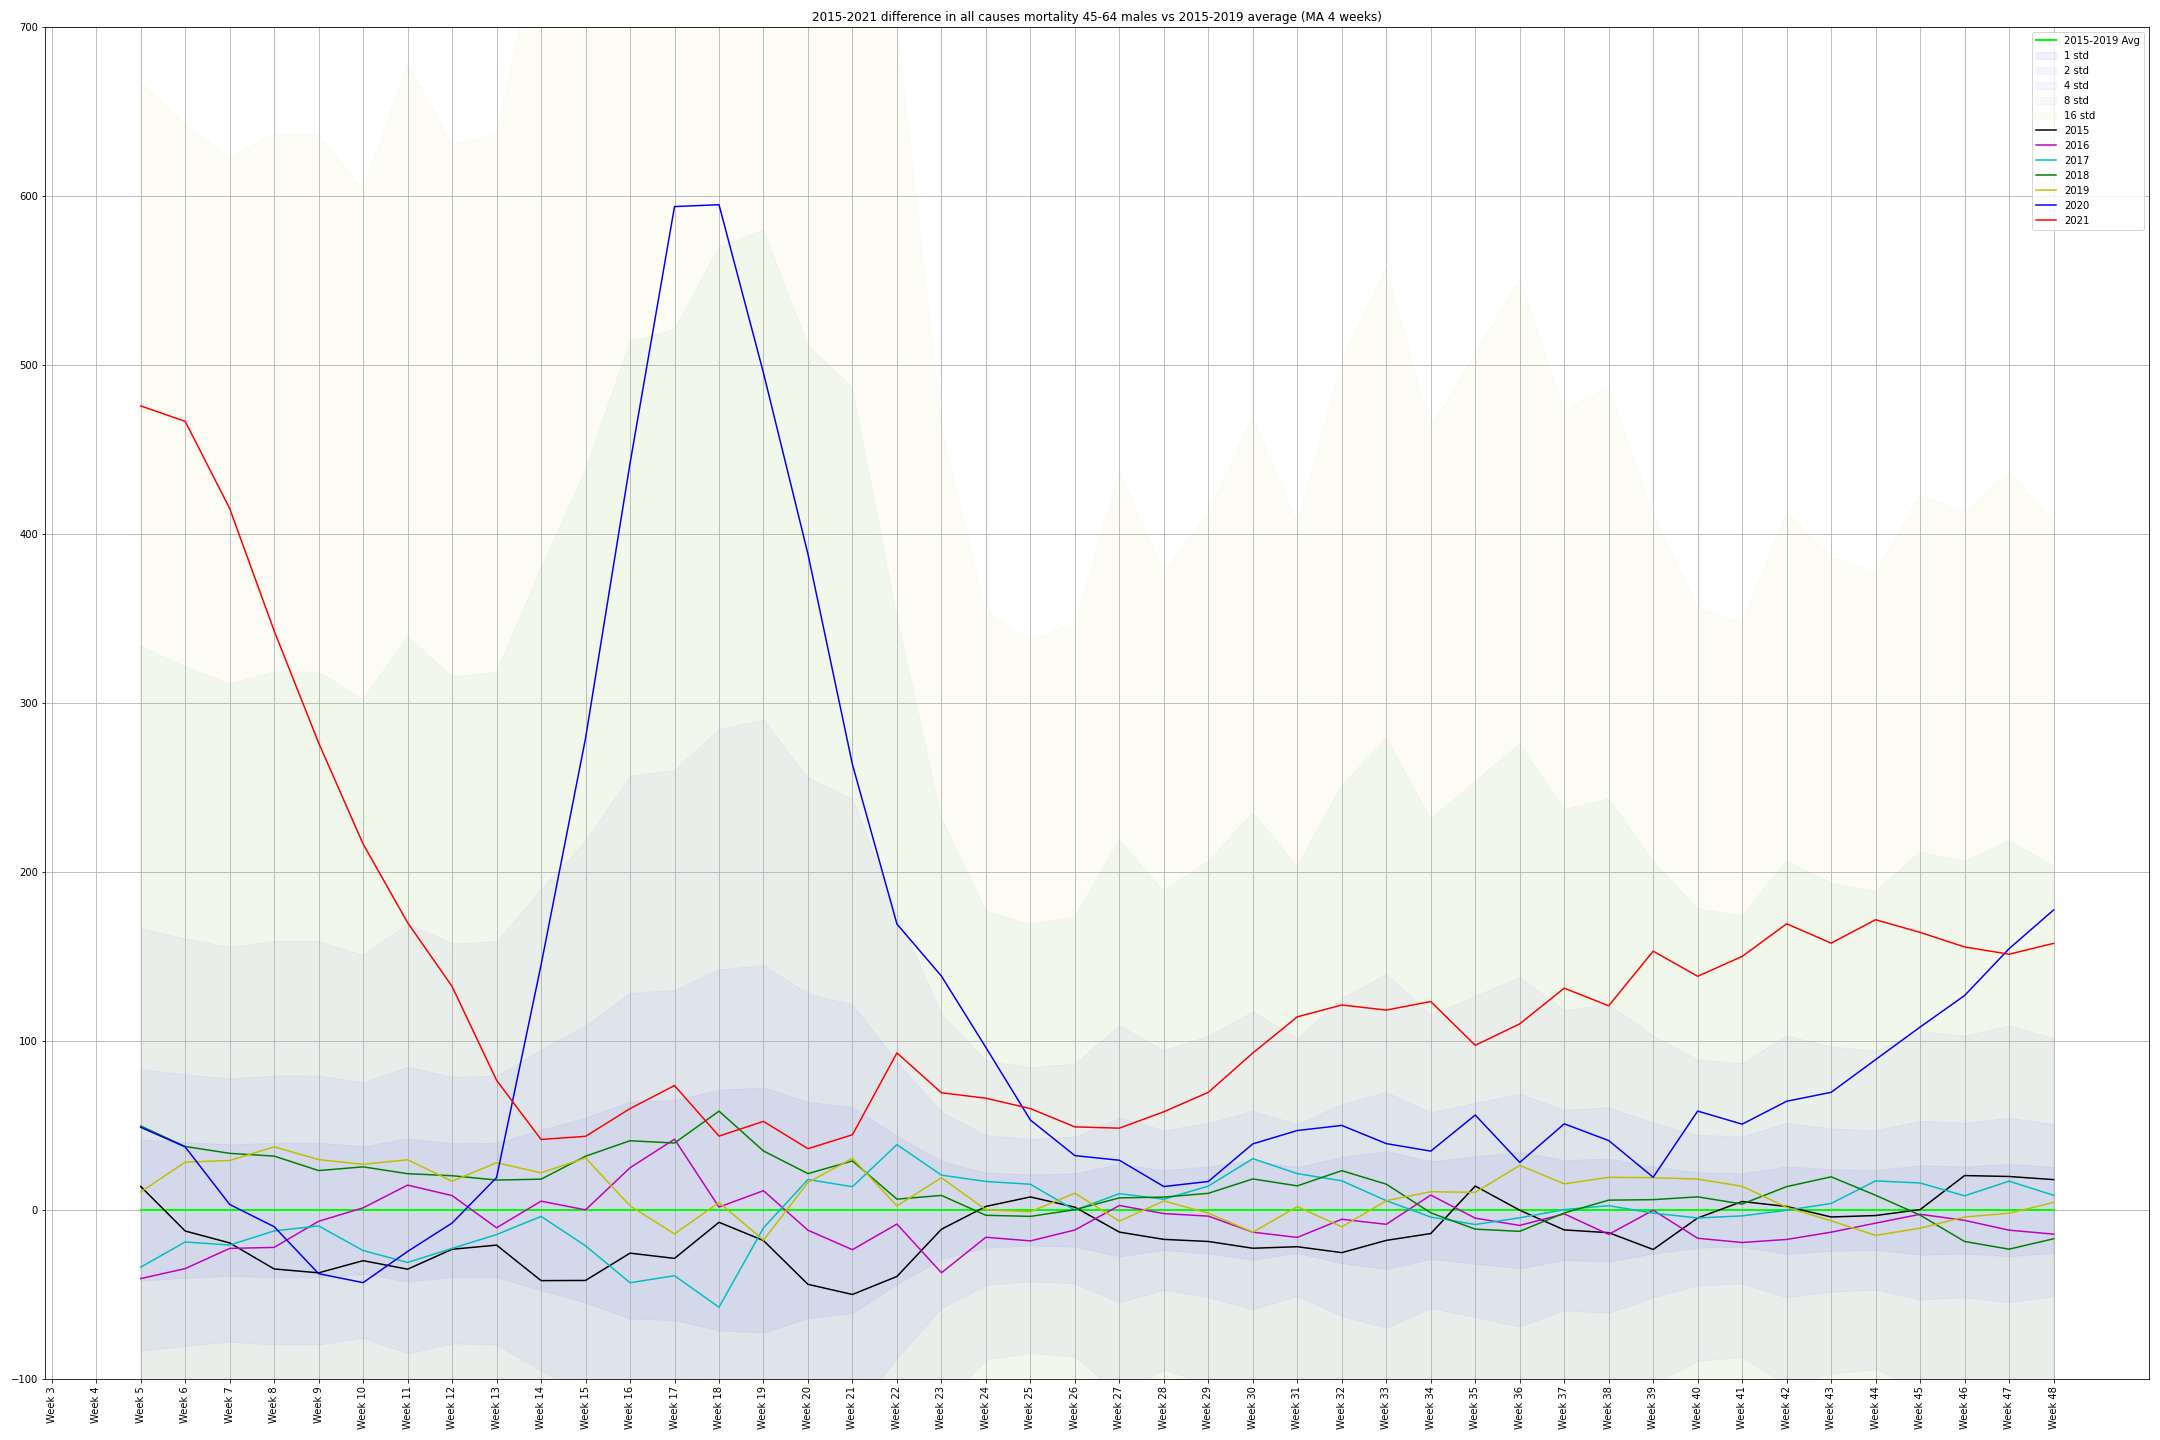 2015-2021 difference in all causes mortality 45-64 males vs 2015-2019 average (MA 4 weeks)
2015-2019 Avg
1 std
2 std
4 std
8 std
16 std
2015
2016
2017
2018
2019
2020
2021
700
600
500
400
300
200
100
0
−100
Week 3
Week 4
Week 5
Week 6
Week 7
Week 8
Week 9
Week 10
Week 11
Week 12
Week 13
Week 14
Week 15
Week 16
Week 17
Week 18
Week 19
Week 20
Week 21
Week 22
Week 23
Week 24
Week 25
Week 26
Week 27
Week 28
Week 29
Week 30
Week 31
Week 32
Week 33
Week 34
Week 35
Week 36
Week 37
Week 38
Week 39
Week 40
Week 41
Week 42
Week 43
Week 44
Week 45
Week 46
Week 47
Week 48